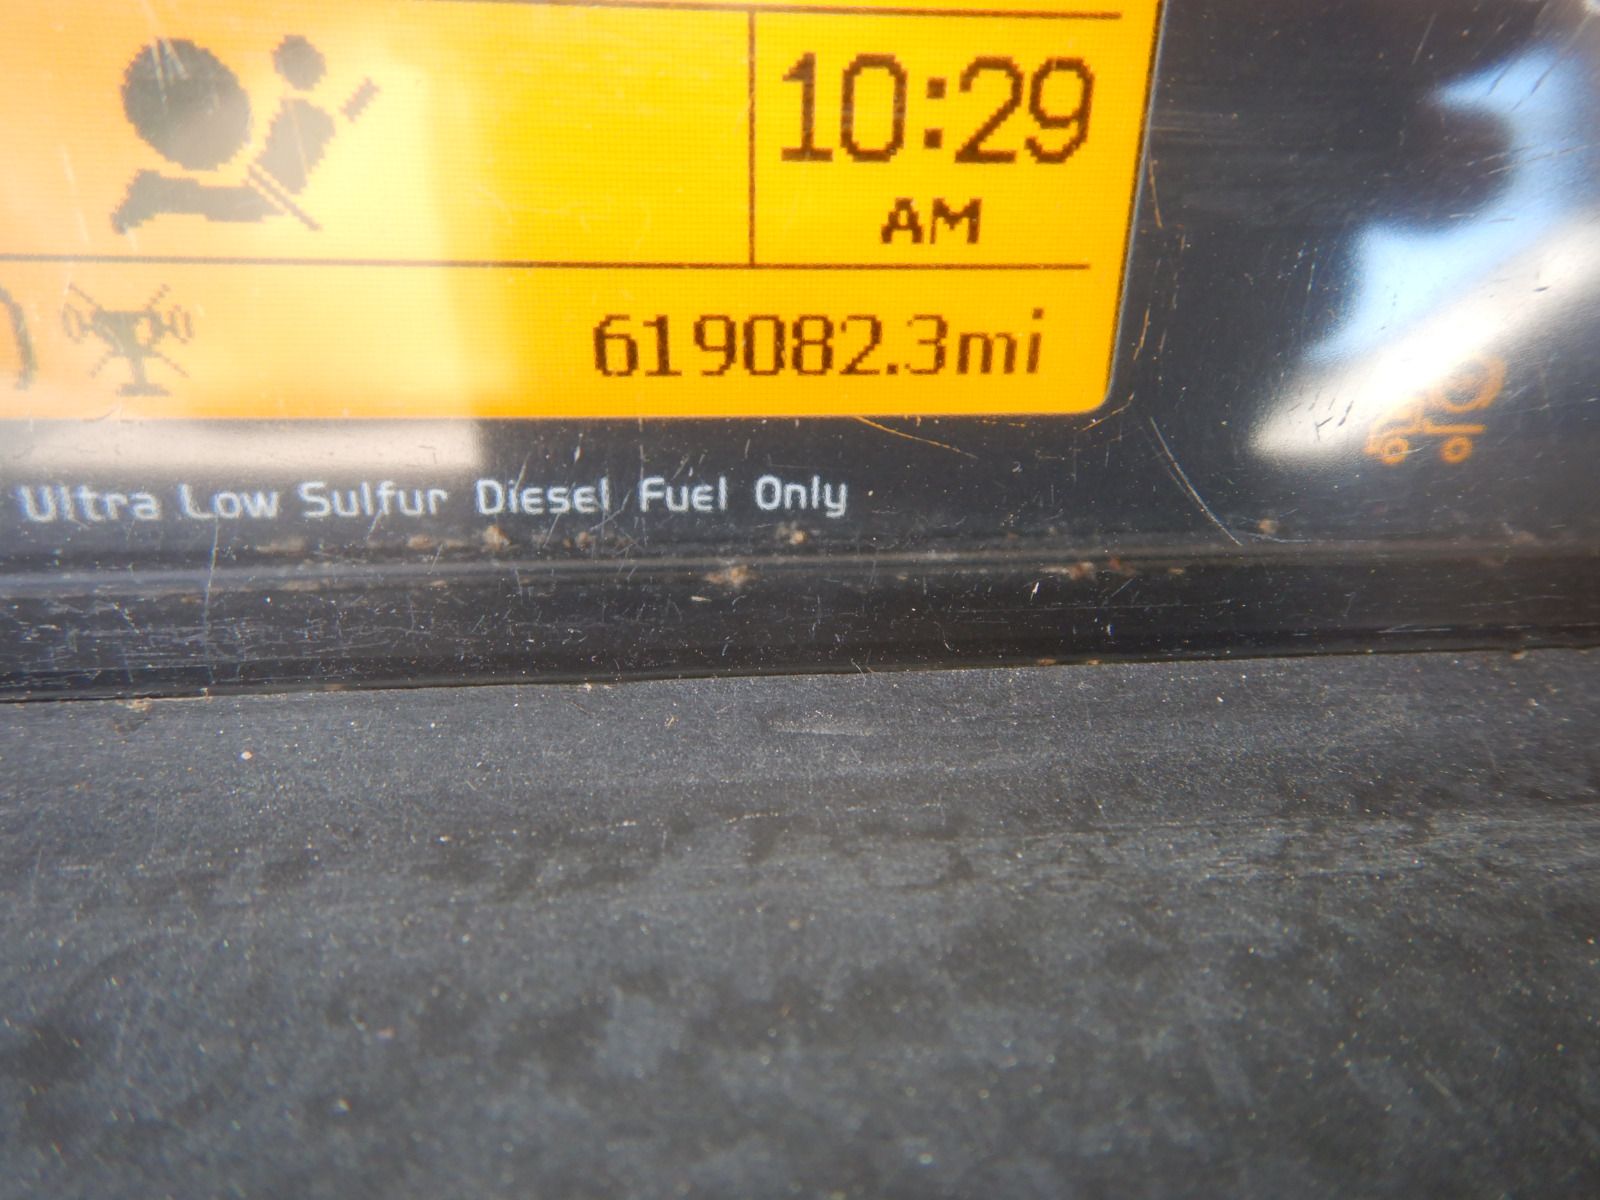 10:29
AM
619082.3mi
Ultra Low Sulfur Diesel Fuel Only